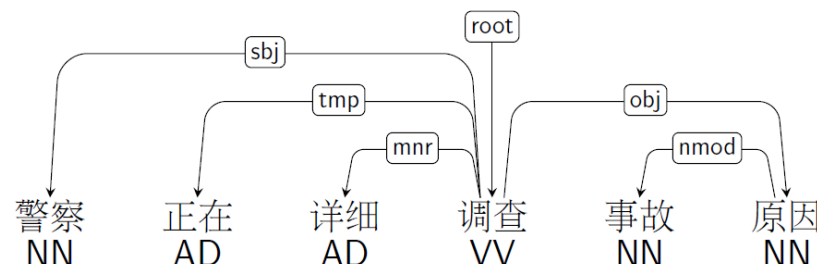 root
sbj
tmp
obj
mnr
nmod
警察 正在 详细 调查 事故 原因
NN AD AD VV NN NN